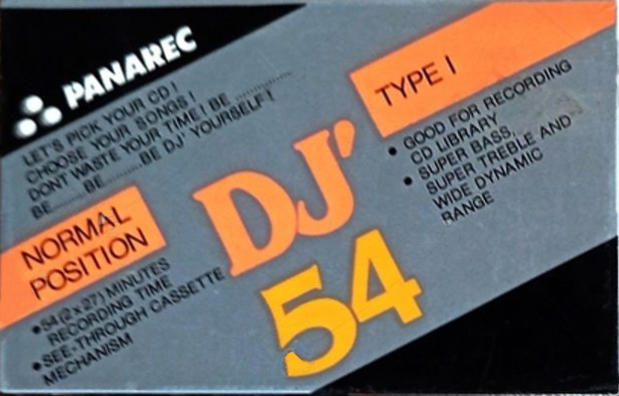 PANAREC
LET'S PICK YOUR CD!
CHOOSE YOUR SONGS!
DONT WASTE YOUR TIME! BE ..............
BE........BE..........BE DJ' YOURSELF!
TYPE I
• GOOD FOR RECORDING
CD LIBRARY
• SUPER BASS,
SUPER TREBLE AND
WIDE DYNAMIC
RANGE
DJ'
54
NORMAL
POSITION
• 54 (2x27) MINUTES
RECORDING TIME
• SEE-THROUGH CASSETTE
MECHANISM